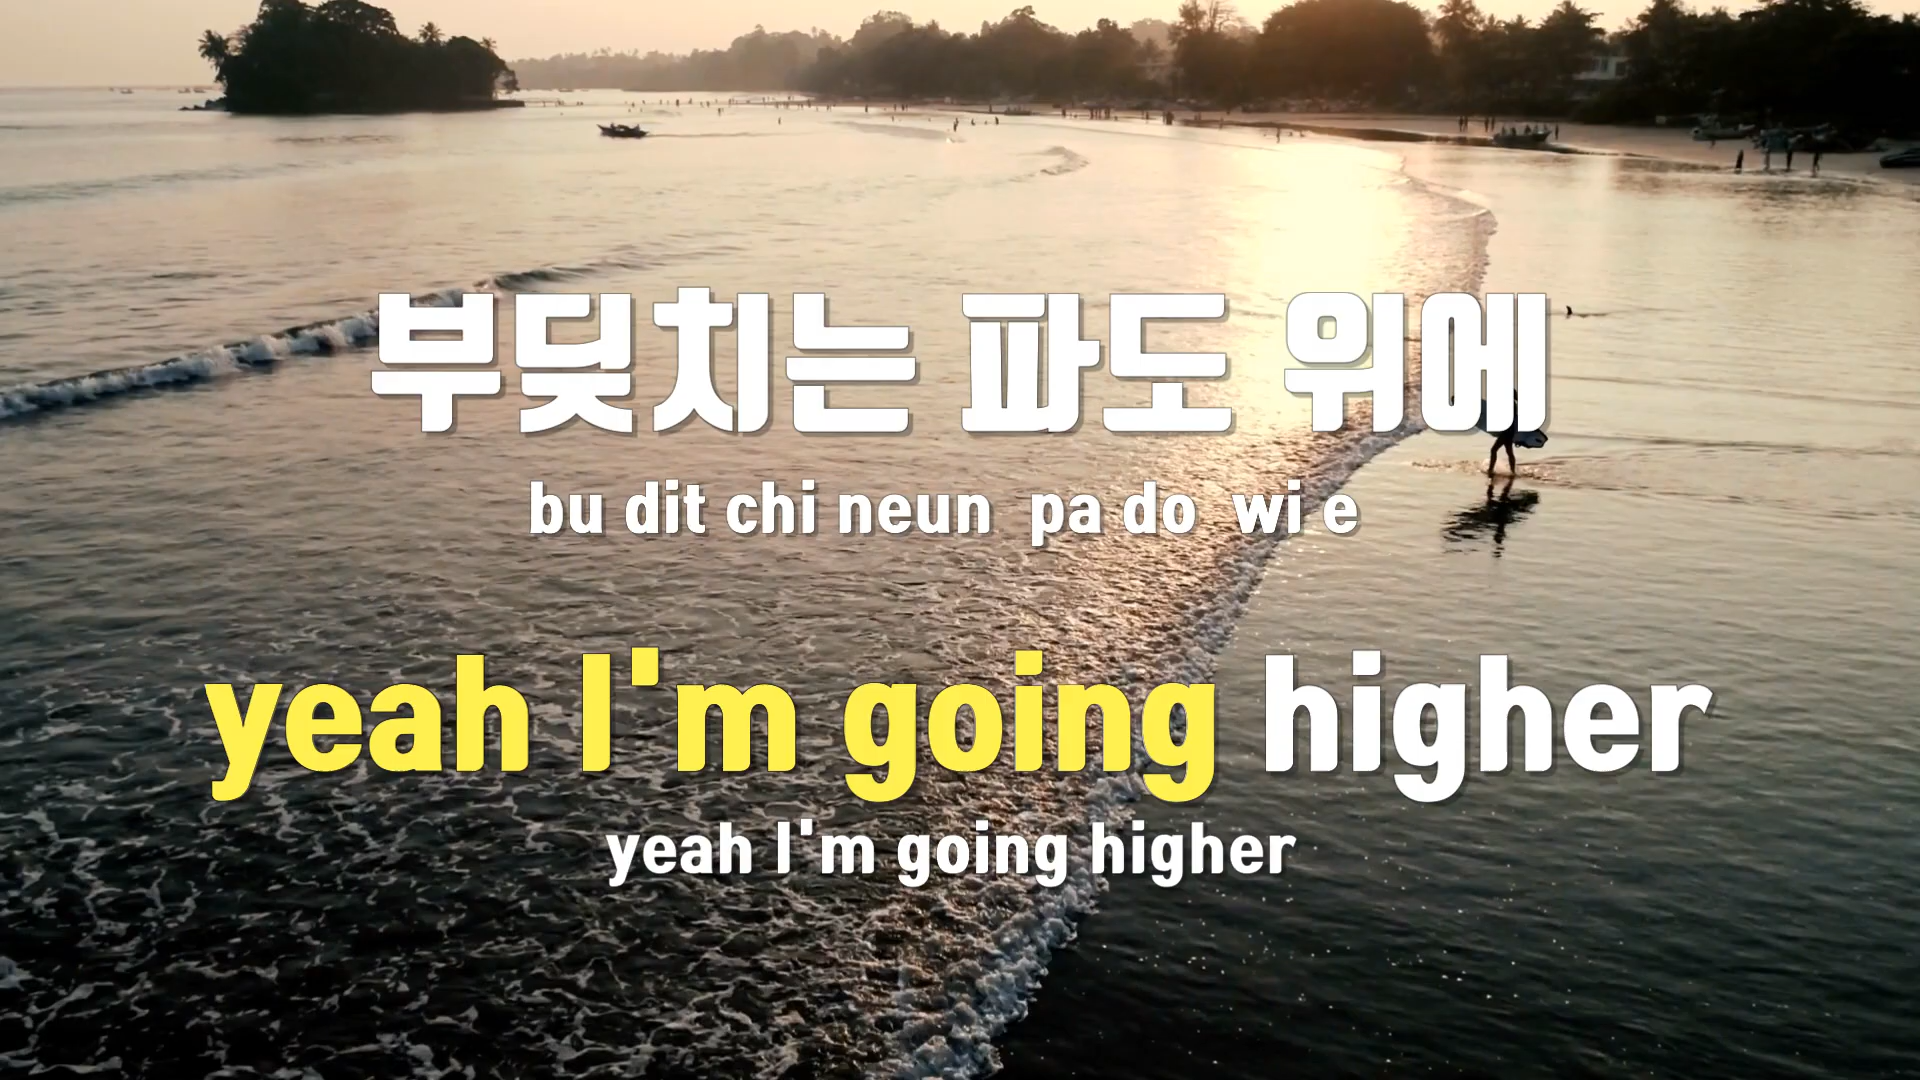 부딪치는 파도 위에
bu dit chi neun pa do wi e
yeah I'm going higher
yeah I'm going higher